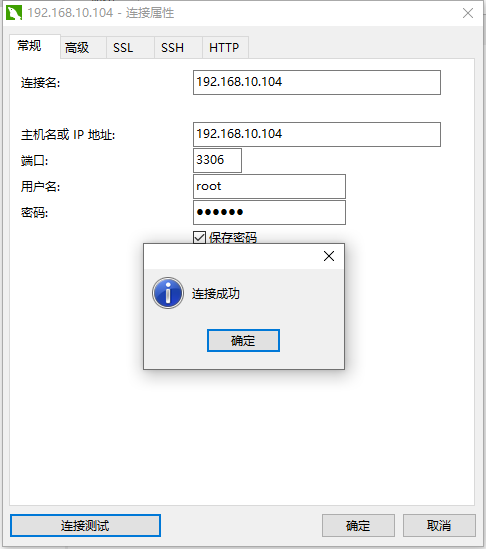 192.168.10.104 - 连接属性
常规 高级 SSL SSH HTTP
连接名: 192.168.10.104
主机名或 IP 地址: 192.168.10.104
端口: 3306
用户名: root
密码: ●●●●●●
保存密码
连接成功
确定
连接测试 确定 取消